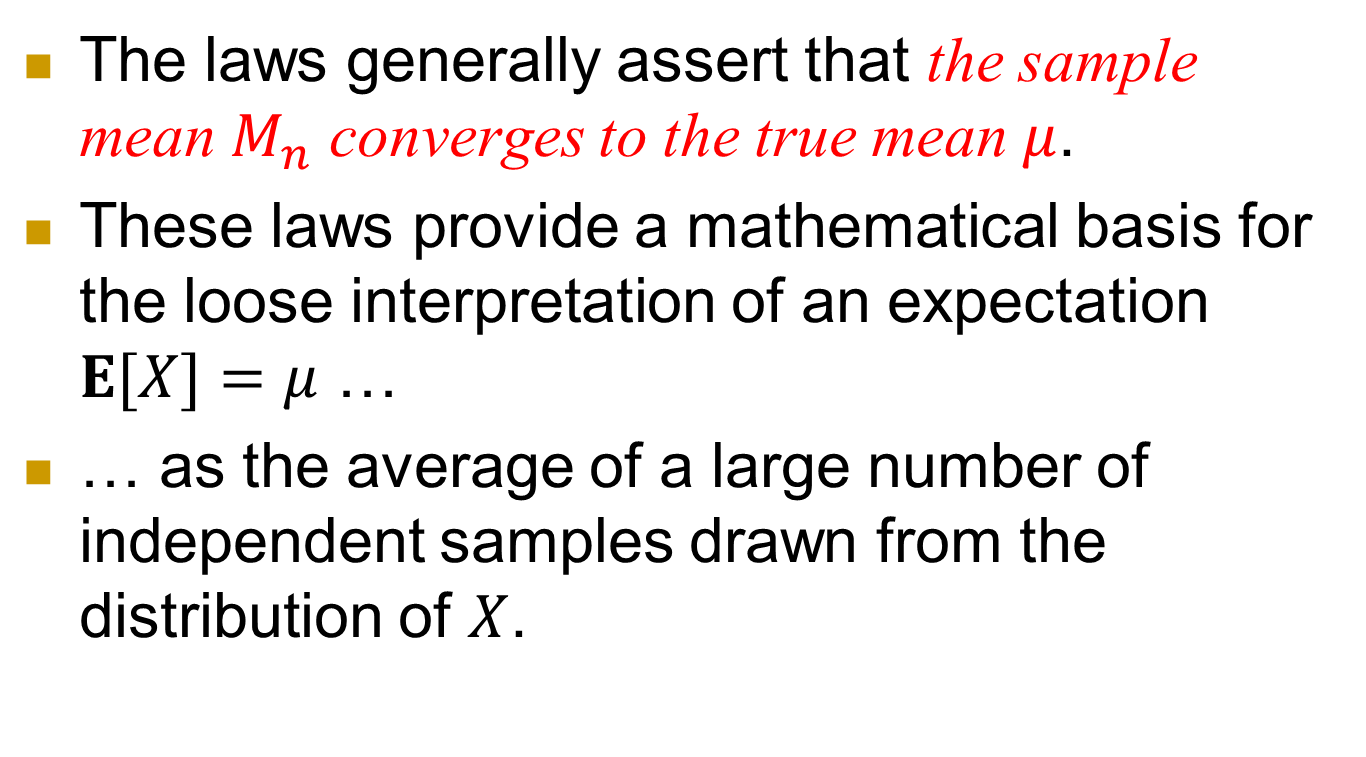 The laws generally assert that the sample
mean Mₙ converges to the true mean μ.
These laws provide a mathematical basis for
the loose interpretation of an expectation
𝐄[X] = μ …
… as the average of a large number of
independent samples drawn from the
distribution of X.